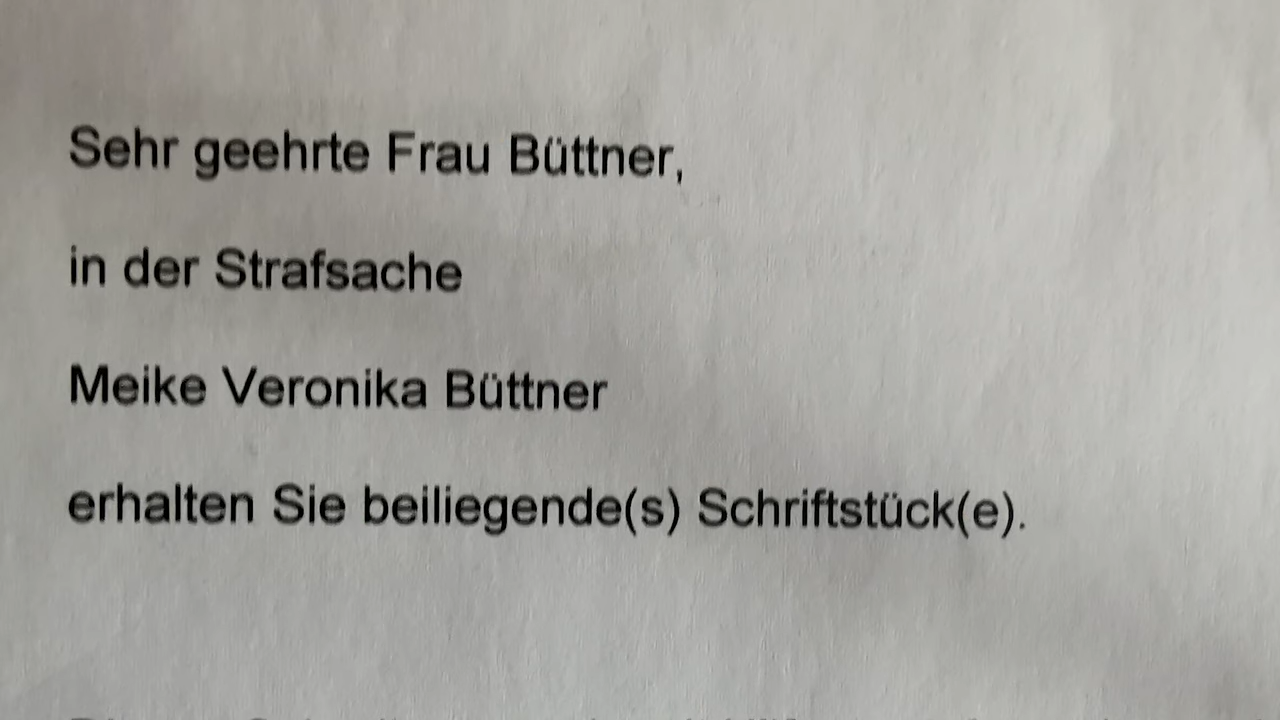 Sehr geehrte Frau Büttner,
in der Strafsache
Meike Veronika Büttner
erhalten Sie beiliegende(s) Schriftstück(e).